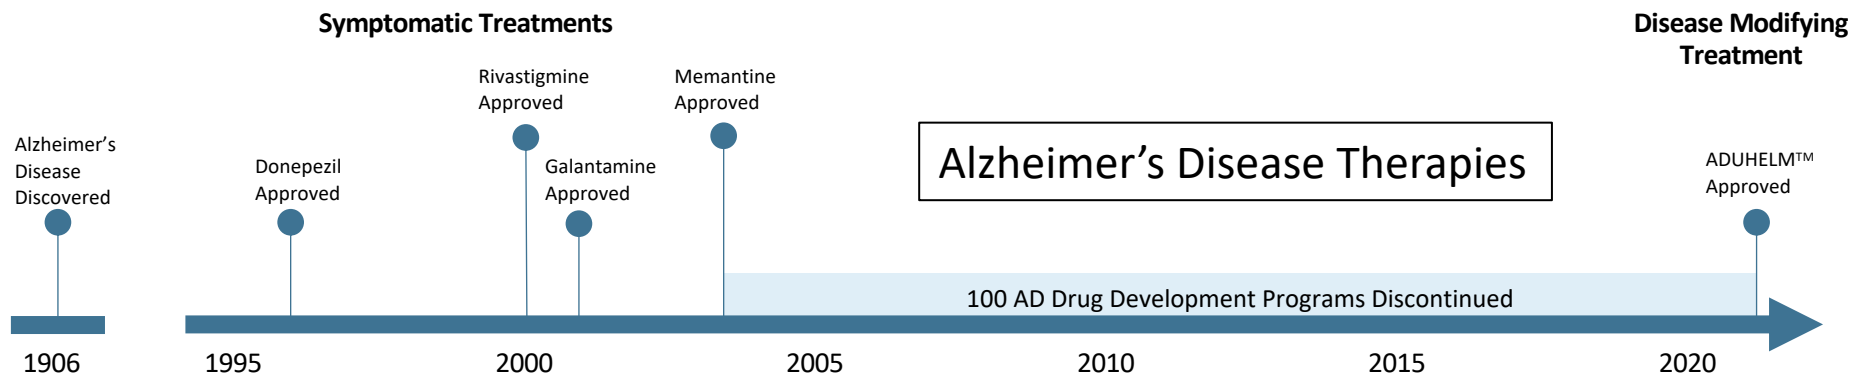 Symptomatic Treatments
Disease Modifying
Treatment
Rivastigmine
Approved
Memantine
Approved
Alzheimer’s
Disease
Discovered
Donepezil
Approved
Galantamine
Approved
Alzheimer’s Disease Therapies
ADUHELM™
Approved
100 AD Drug Development Programs Discontinued
1906
1995
2000
2005
2010
2015
2020